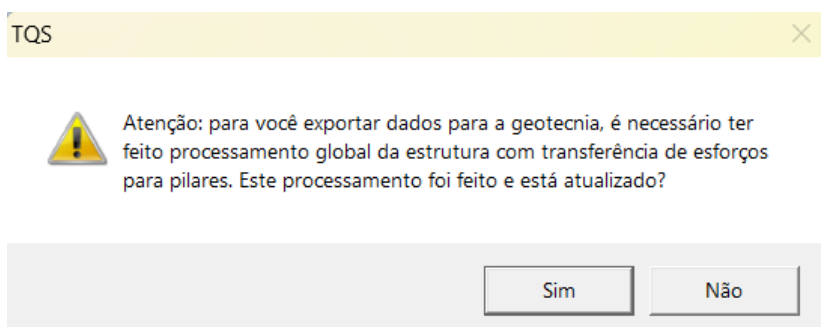 TQS
Atenção: para você exportar dados para a geotecnia, é necessário ter
feito processamento global da estrutura com transferência de esforços
para pilares. Este processamento foi feito e está atualizado?
Sim
Não